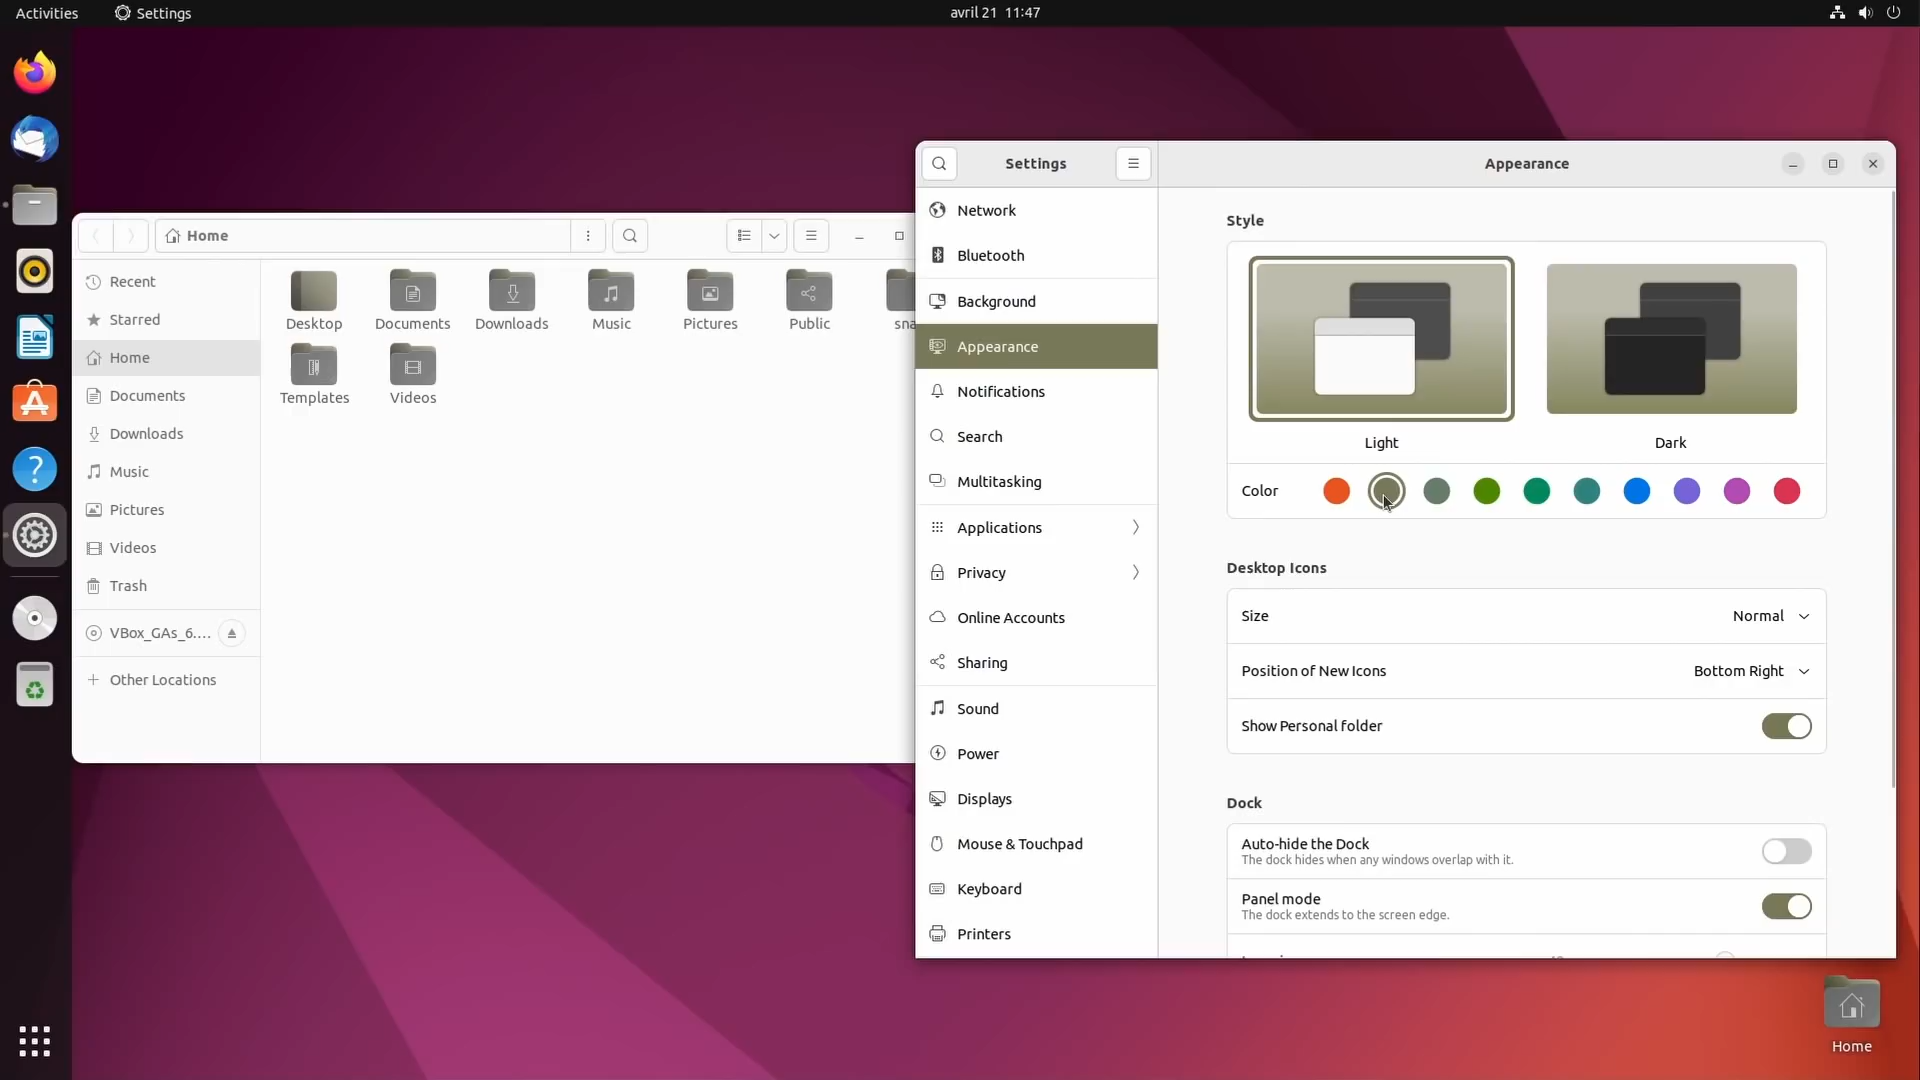 Activities
Settings
avril 21 11:47
Home
Recent
Starred
Home
Documents
Downloads
Music
Pictures
Videos
Trash
VBox_GAs_6....
Other Locations
Desktop
Documents
Downloads
Music
Pictures
Public
sna
Templates
Videos
Settings
Network
Bluetooth
Background
Appearance
Notifications
Search
Multitasking
Applications
Privacy
Online Accounts
Sharing
Sound
Power
Displays
Mouse & Touchpad
Keyboard
Printers
Appearance
Style
Light
Dark
Color
Desktop Icons
Size
Normal
Position of New Icons
Bottom Right
Show Personal folder
Dock
Auto-hide the Dock
The dock hides when any windows overlap with it.
Panel mode
The dock extends to the screen edge.
Home